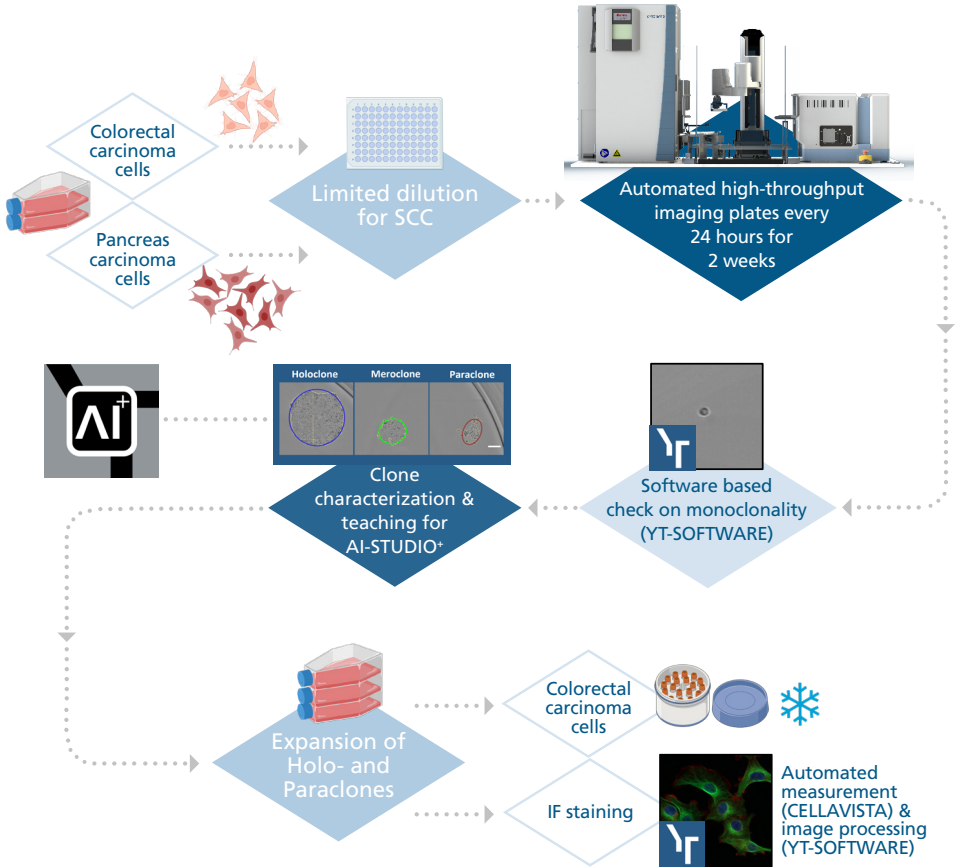 Colorectal
carcinoma
cells
Pancreas
carcinoma
cells
Limited dilution
for SCC
Automated high-throughput
imaging plates every
24 hours for
2 weeks
AI+
Holoclone
Meroclone
Paraclone
Clone
characterization &
teaching for
AI-STUDIO+
Software based
check on monoclonality
(YT-SOFTWARE)
Expansion of
Holo- and
Paraclones
Colorectal
carcinoma
cells
IF staining
Automated
measurement
(CELLAVISTA) &
image processing
(YT-SOFTWARE)